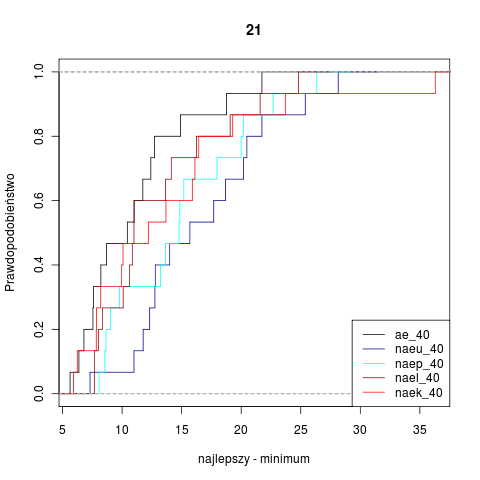 21
Prawdopodobieństwo
1.0
0.8
0.6
0.4
0.2
0.0
5 10 15 20 25 30 35
najlepszy - minimum
ae_40
naeu_40
naep_40
nael_40
naek_40